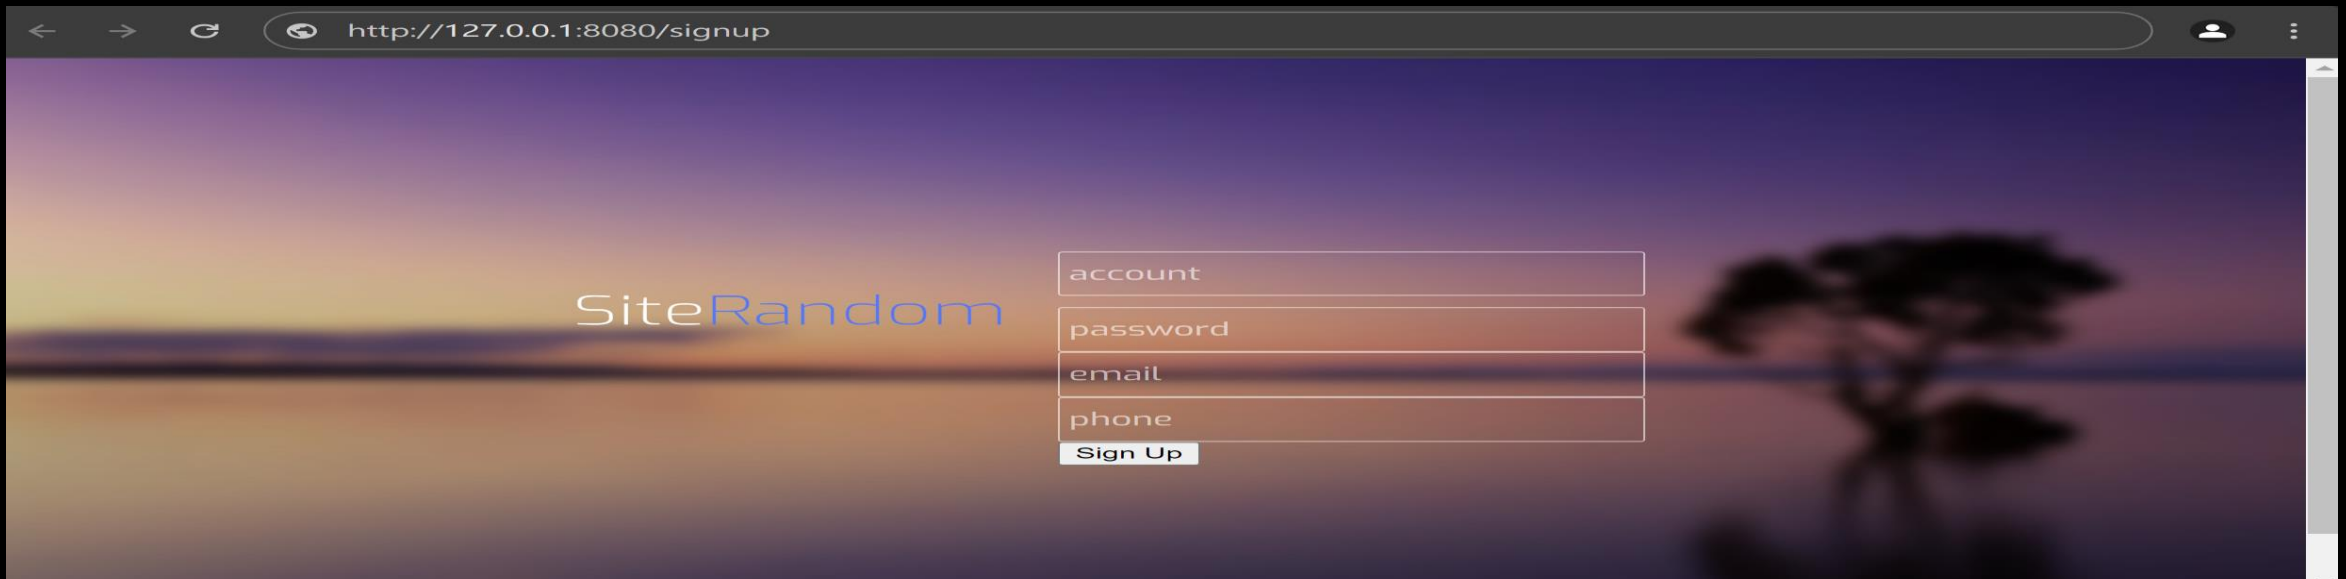 http://127.0.0.1:8080/signup
account
SiteRandom
password
email
phone
Sign Up